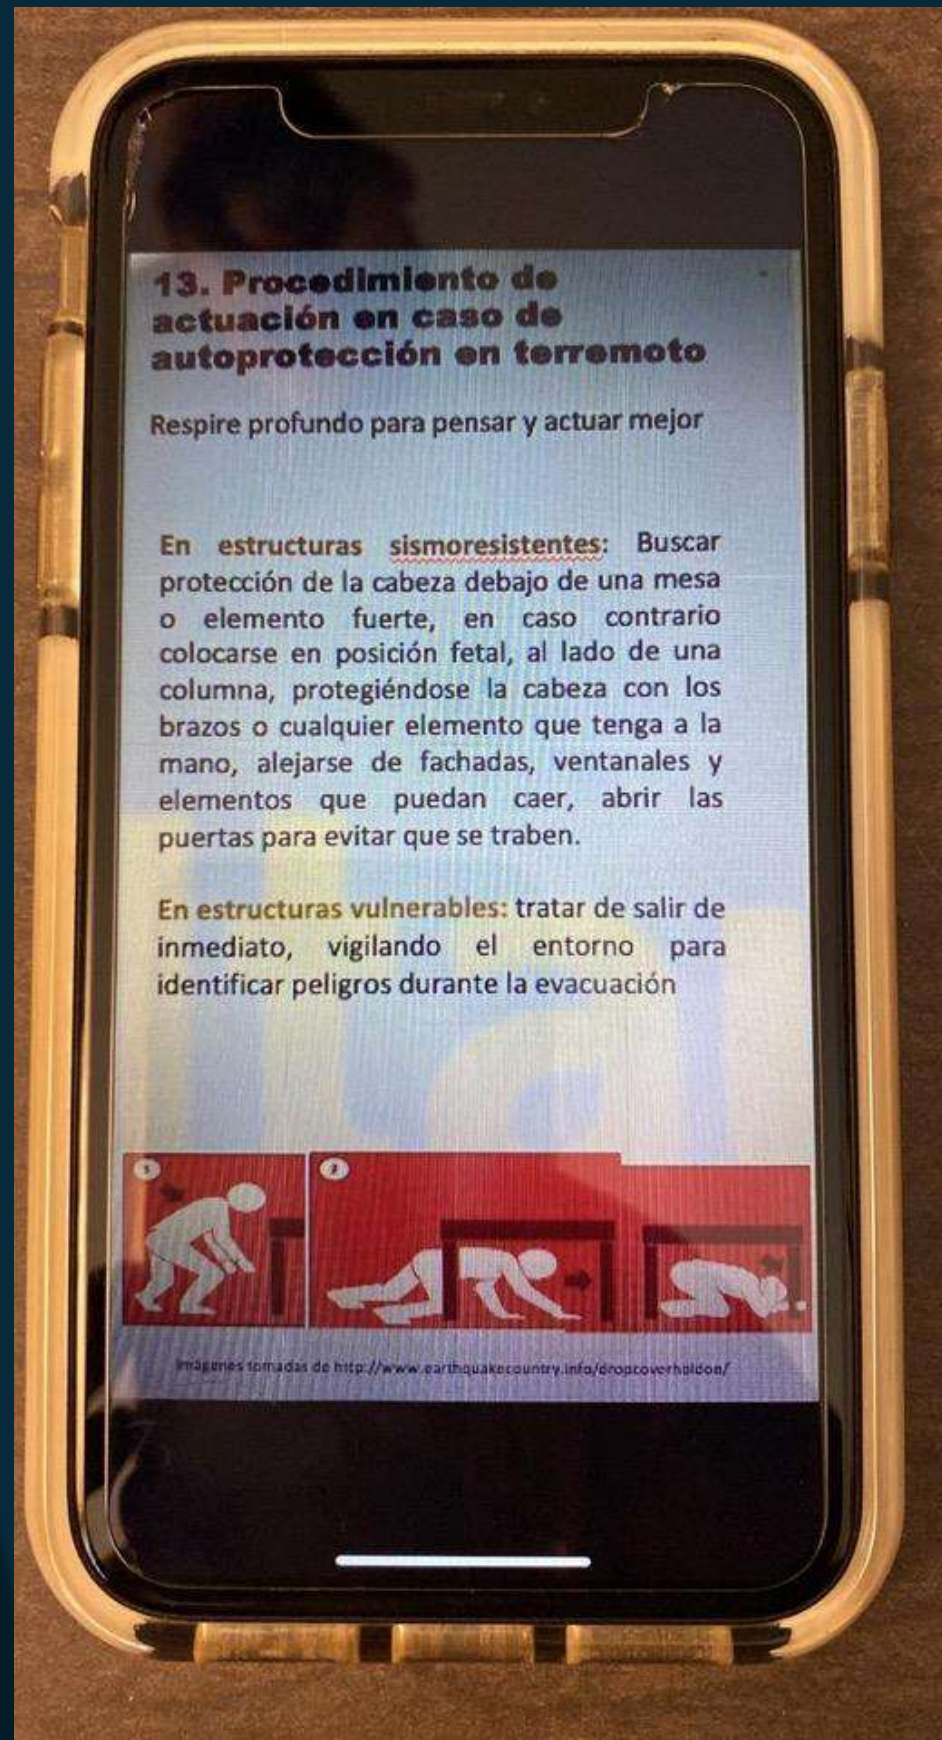 13. Procedimiento de
actuación en caso de
autoprotección en terremoto
Respire profundo para pensar y actuar mejor
En estructuras sismoresistentes: Buscar
protección de la cabeza debajo de una mesa
o elemento fuerte, en caso contrario
colocarse en posición fetal, al lado de una
columna, protegiéndose la cabeza con los
brazos o cualquier elemento que tenga a la
mano, alejarse de fachadas, ventanales y
elementos que puedan caer, abrir las
puertas para evitar que se traben.
En estructuras vulnerables: tratar de salir de
inmediato, vigilando el entorno para
identificar peligros durante la evacuación
2
Imágenes tomadas de http://www.earthquakecountry.info/dropcoverholdon/